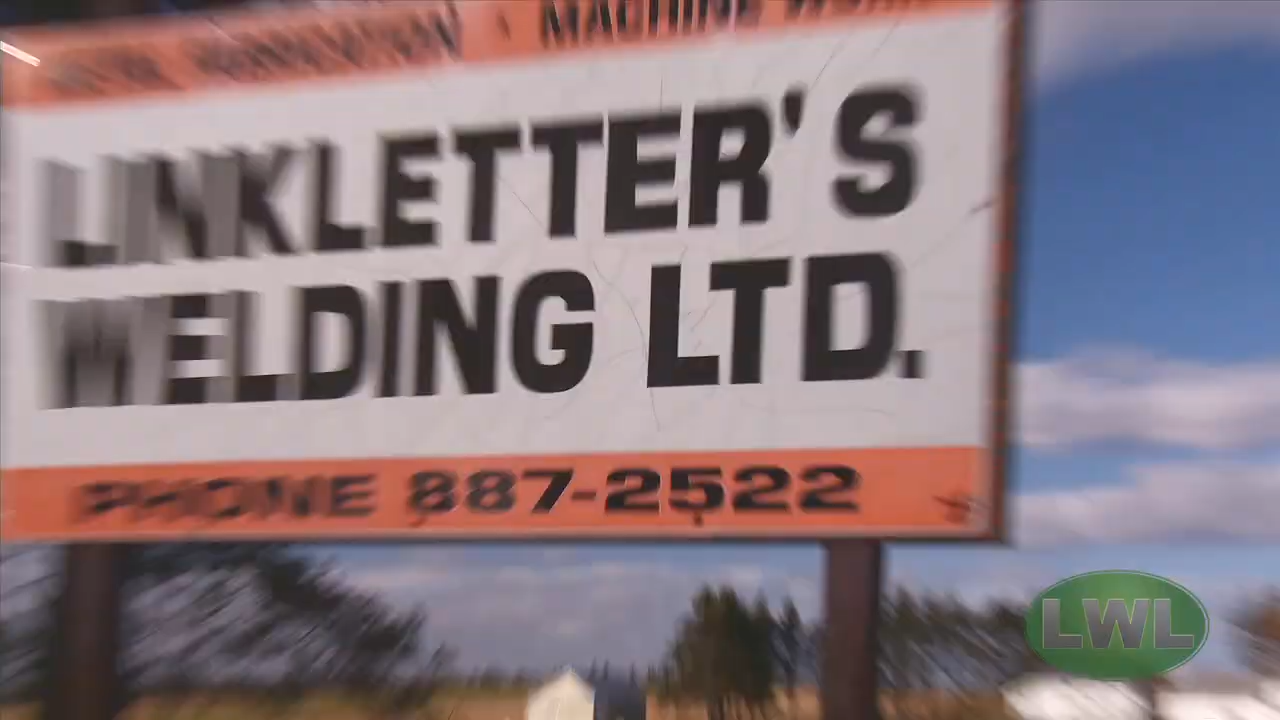 MACHINE
LINKLETTER'S
WELDING LTD.
PHONE 887-2522
LWL